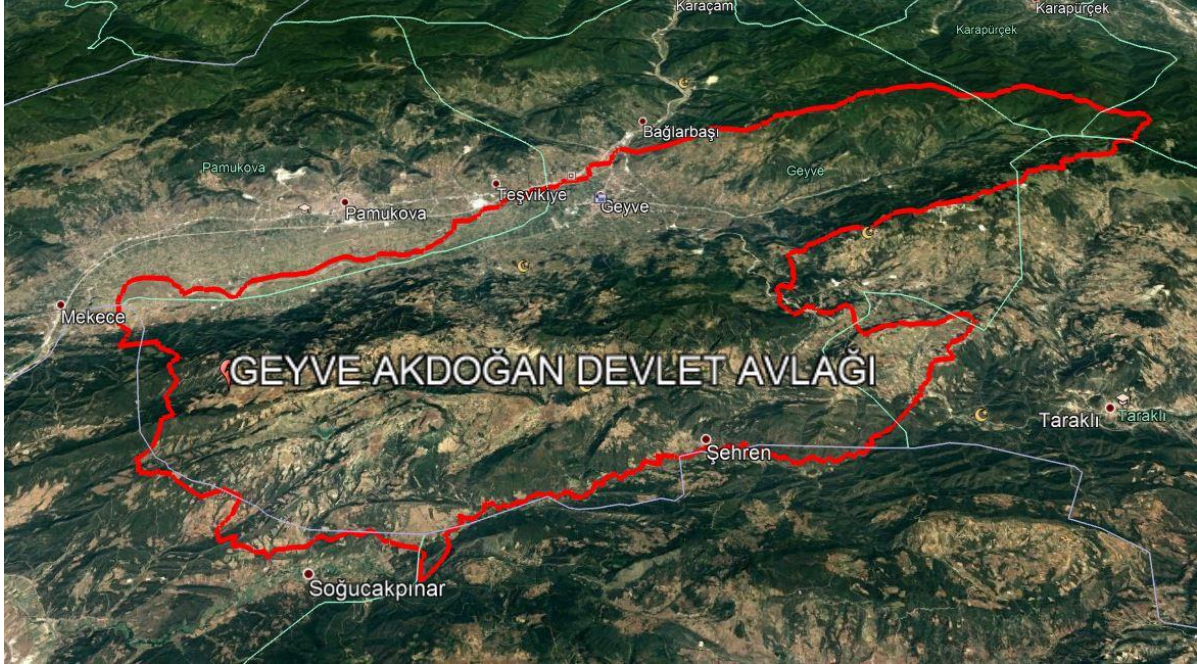 Karaçam
Karapürçek
Karapürçek
Bağlarbaşı
Pamukova
Geyve
Teşvikiye
Geyve
Pamukova
Mekece
GEYVE AKDOĞAN DEVLET AVLAĞI
Taraklı
Taraklı
Şehren
Soğucakpınar